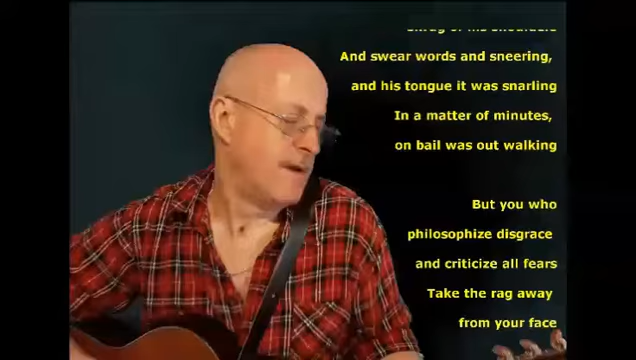 And swear words and sneering,
and his tongue it was snarling
In a matter of minutes,
on bail was out walking
But you who
philosophize disgrace
and criticize all fears
Take the rag away
from your face